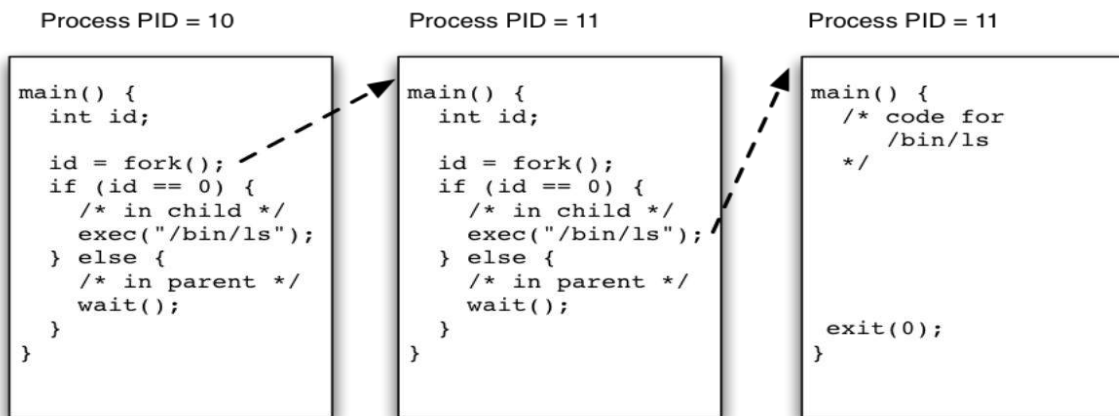 Process PID = 10
main() {
int id;
id = fork();
if (id == 0) {
/* in child */
exec("/bin/ls");
} else {
/* in parent */
wait();
}
}
Process PID = 11
main() {
int id;
id = fork();
if (id == 0) {
/* in child */
exec("/bin/ls");
} else {
/* in parent */
wait();
}
}
Process PID = 11
main() {
/* code for
/bin/ls
*/
exit(0);
}